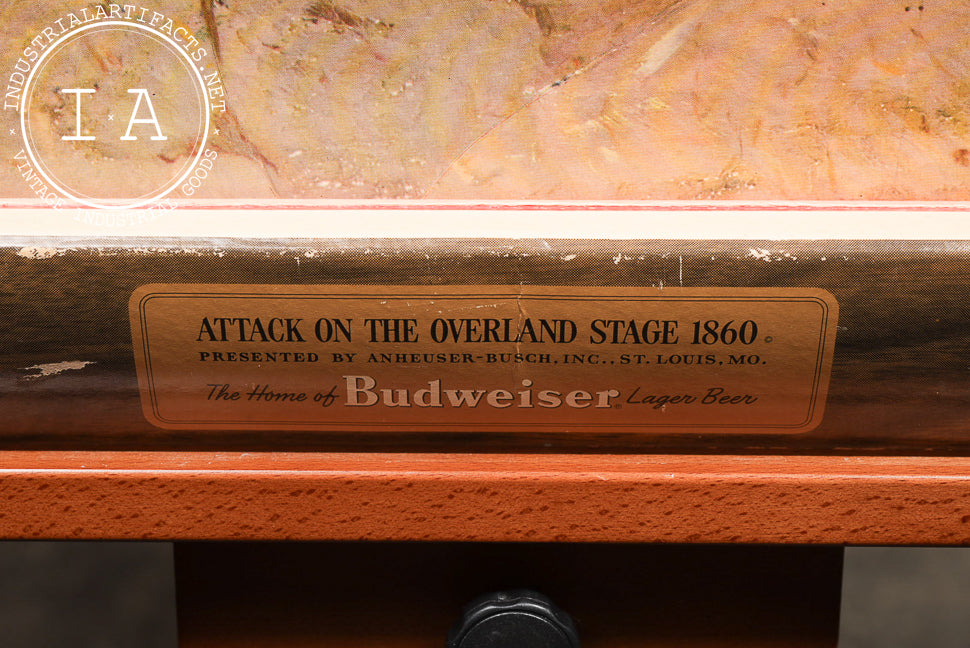 INDUSTRIALARTIFACTS.NET
I A
VINTAGE INDUSTRIAL GOODS
ATTACK ON THE OVERLAND STAGE 1860 ©
PRESENTED BY ANHEUSER-BUSCH, INC., ST. LOUIS, MO.
The Home of Budweiser® Lager Beer